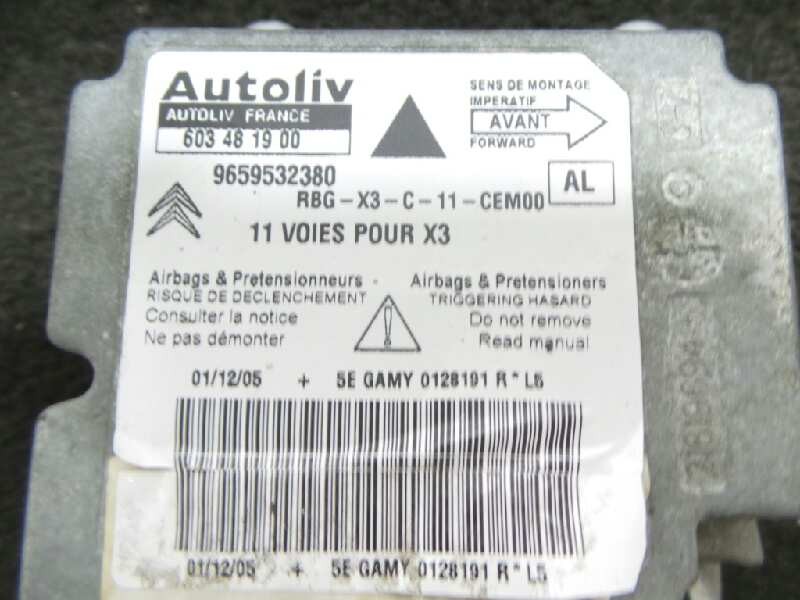 Autoliv
AUTOLIV FRANCE
603 48 19 00
SENS DE MONTAGE
IMPERATIF
AVANT
FORWARD
9659532380
AL
RBG-X3-C-11-CEM00
11 VOIES POUR X3
Airbags & Pretensionneurs
RISQUE DE DECLENCHEMENT
Consulter la notice
Ne pas démonter
Airbags & Pretensioners
TRIGGERING HASARD
Do not remove
Read manual
01/12/05 + 5E GAMY 0128191 R * L5
01/12/05 + 5E GAMY 0128191 R * L5